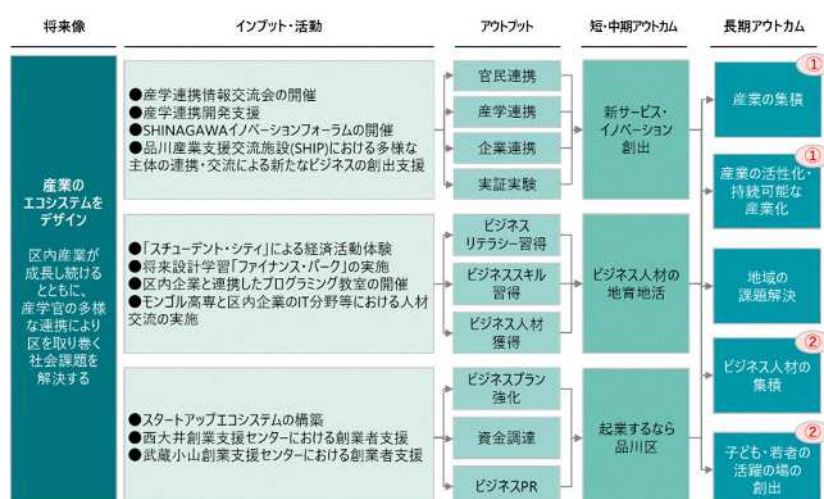 将来像
インプット・活動
アウトプット
短・中期アウトカム
長期アウトカム
産業の
エコシステムを
デザイン
区内産業が
成長し続ける
とともに、
産学官の多様
な連携により
区を取り巻く
社会課題を
解決する
●産学連携情報交流会の開催
●産学連携開発支援
●SHINAGAWAイノベーションフォーラムの開催
●品川産業支援交流施設(SHIP)における多様な
主体の連携・交流による新たなビジネスの創出支援
●「スチューデント・シティ」による経済活動体験
●将来設計学習「ファイナンス・パーク」の実施
●区内企業と連携したプログラミング教室の開催
●モンゴル高専と区内企業のIT分野等における人材
交流の実施
●スタートアップエコシステムの構築
●西大井創業支援センターにおける創業者支援
●武蔵小山創業支援センターにおける創業者支援
官民連携
産学連携
企業連携
実証実験
ビジネス
リテラシー習得
ビジネススキル
習得
ビジネス人材
獲得
ビジネスプラン
強化
資金調達
ビジネスPR
新サービス・
イノベーション
創出
ビジネス人材の
地育地活
起業するなら
品川区
①
産業の集積
①
産業の活性化・
持続可能な
産業化
地域の
課題解決
②
ビジネス人材の
集積
②
子ども・若者の
活躍の場の
創出